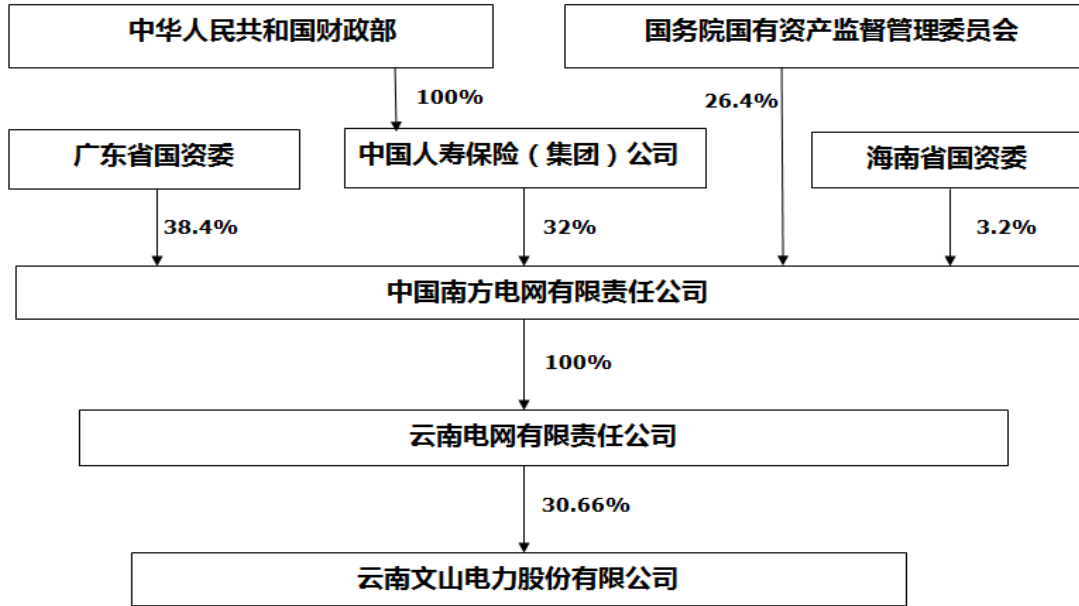 中华人民共和国财政部
国务院国有资产监督管理委员会
100%
26.4%
广东省国资委
中国人寿保险（集团）公司
海南省国资委
38.4%
32%
3.2%
中国南方电网有限责任公司
100%
云南电网有限责任公司
30.66%
云南文山电力股份有限公司